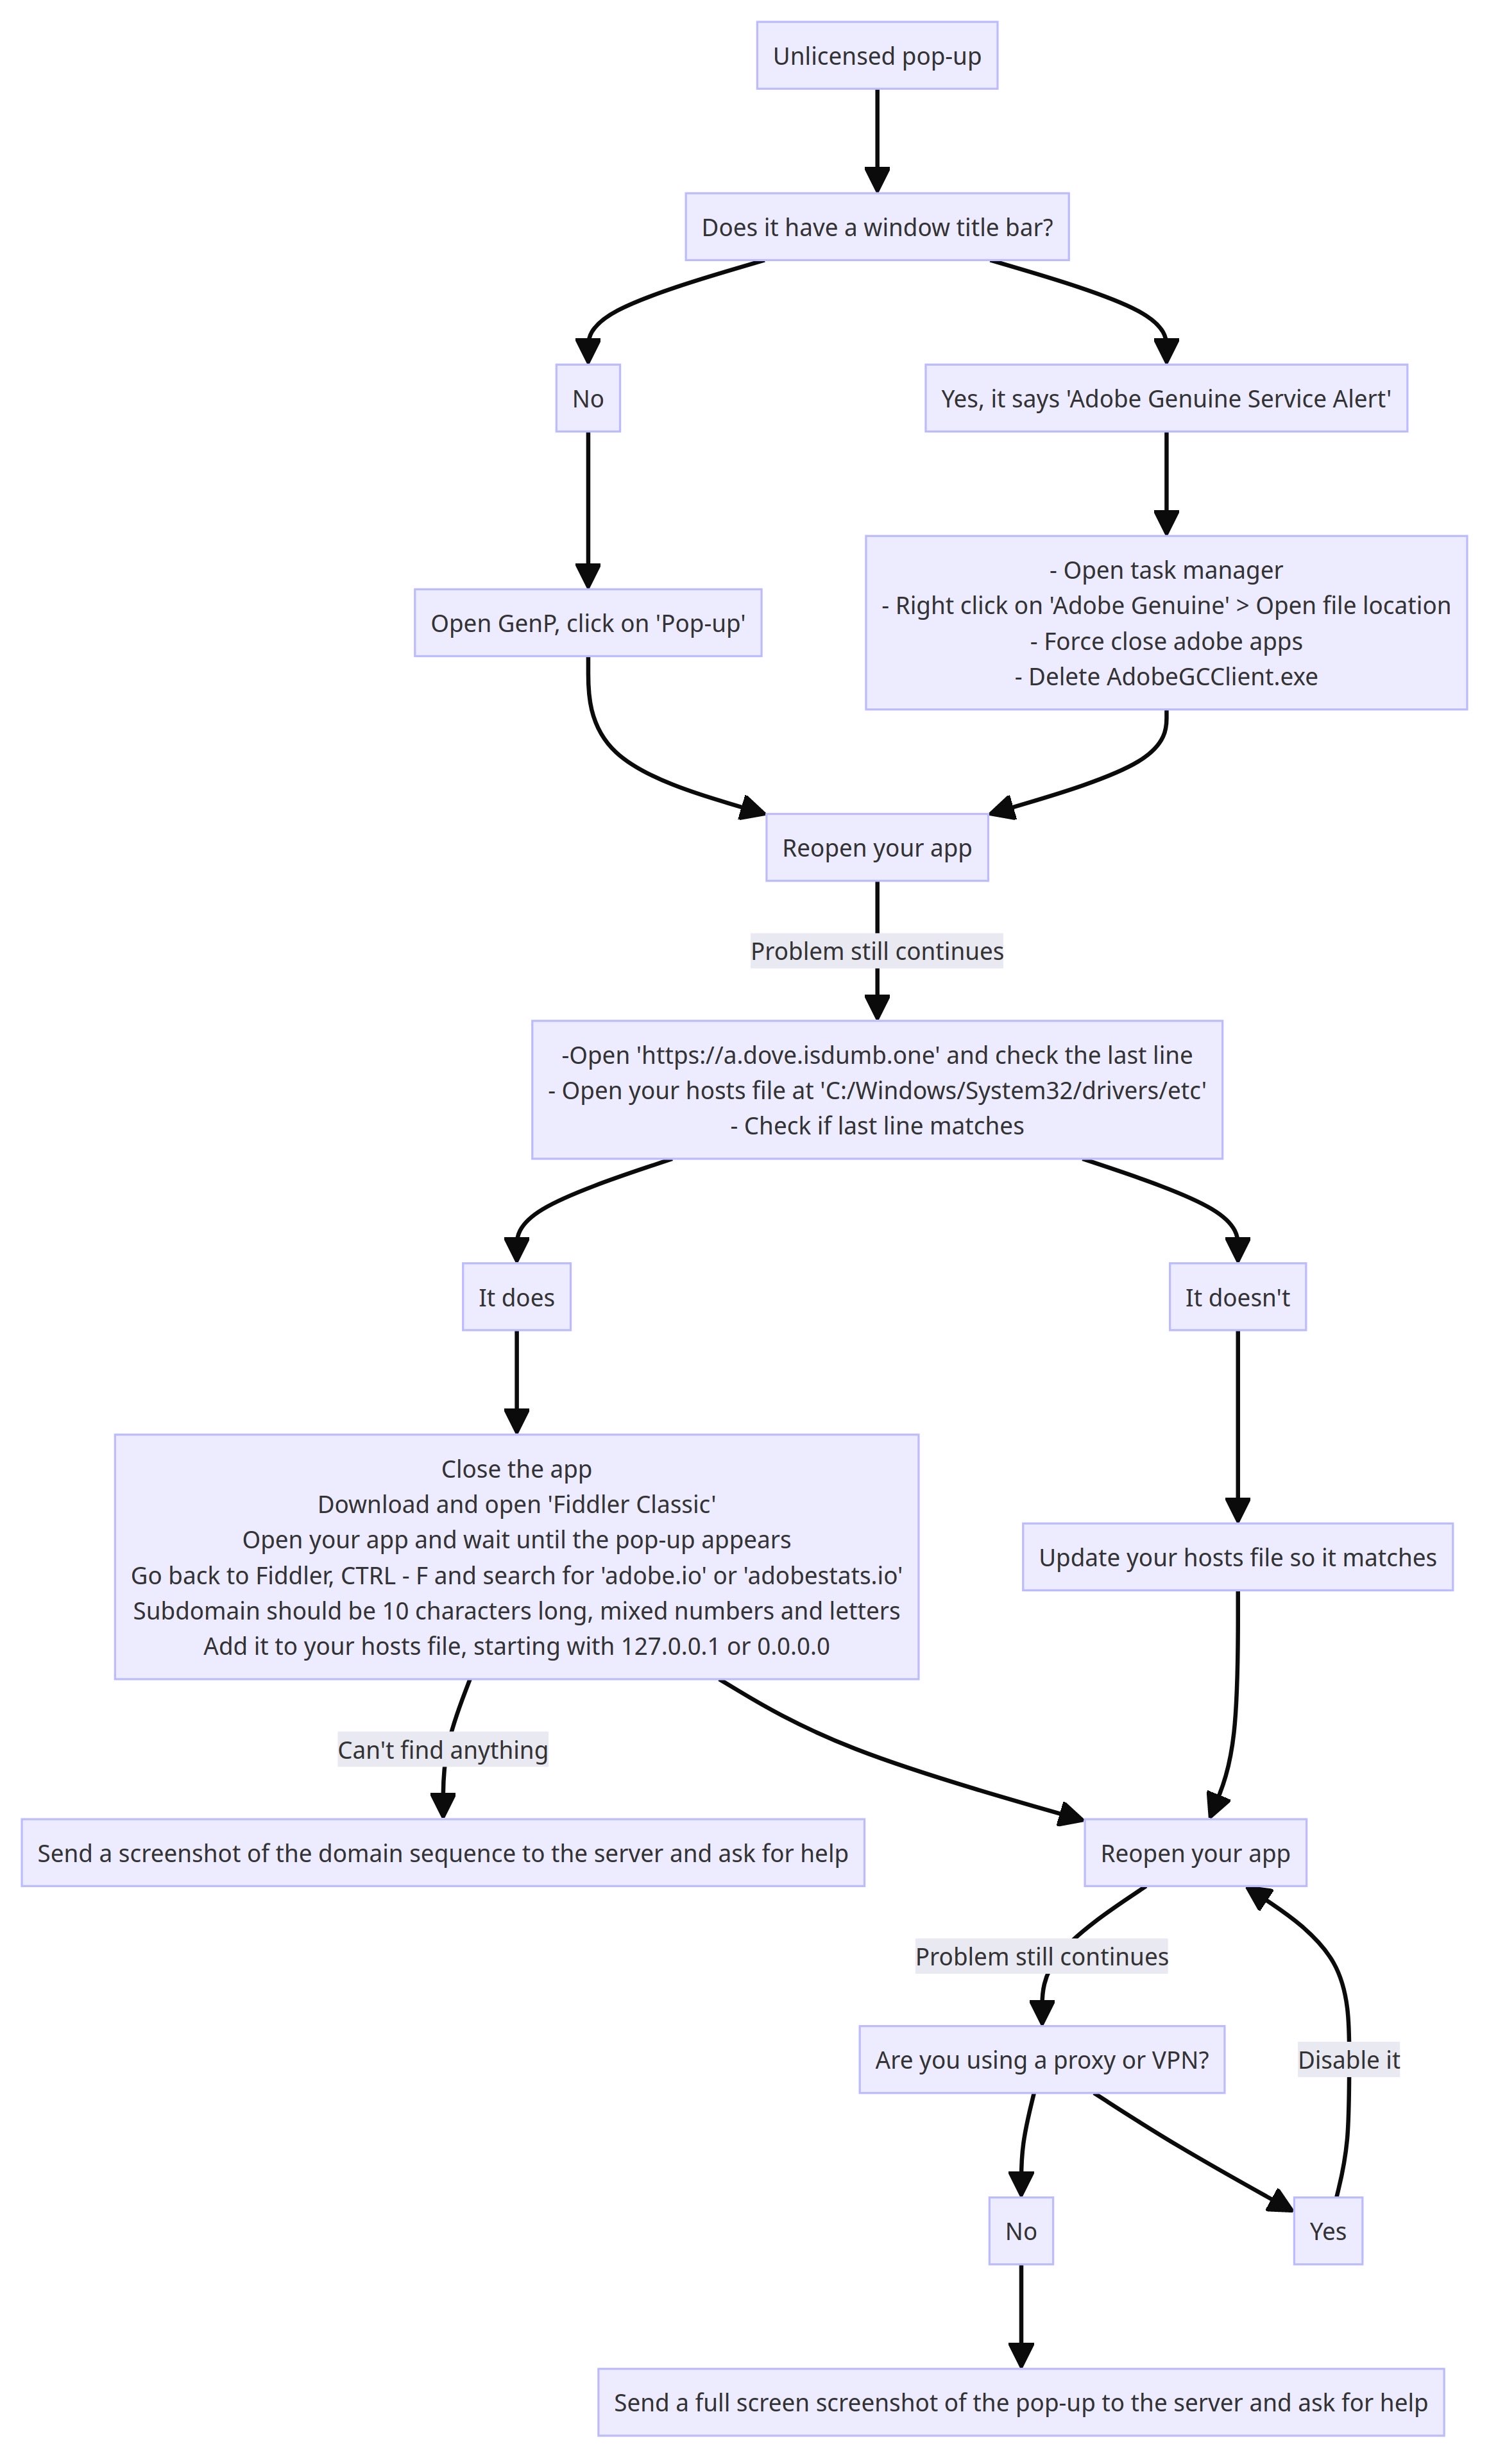 Unlicensed pop-up
Does it have a window title bar?
No
Yes, it says 'Adobe Genuine Service Alert'
Open GenP, click on 'Pop-up'
- Open task manager
- Right click on 'Adobe Genuine' > Open file location
- Force close adobe apps
- Delete AdobeGCClient.exe
Reopen your app
Problem still continues
-Open 'https://a.dove.isdumb.one' and check the last line
- Open your hosts file at 'C:/Windows/System32/drivers/etc'
- Check if last line matches
It does
It doesn't
Close the app
Download and open 'Fiddler Classic'
Open your app and wait until the pop-up appears
Go back to Fiddler, CTRL - F and search for 'adobe.io' or 'adobestats.io'
Subdomain should be 10 characters long, mixed numbers and letters
Add it to your hosts file, starting with 127.0.0.1 or 0.0.0.0
Update your hosts file so it matches
Can't find anything
Send a screenshot of the domain sequence to the server and ask for help
Reopen your app
Problem still continues
Are you using a proxy or VPN?
Disable it
No
Yes
Send a full screen screenshot of the pop-up to the server and ask for help